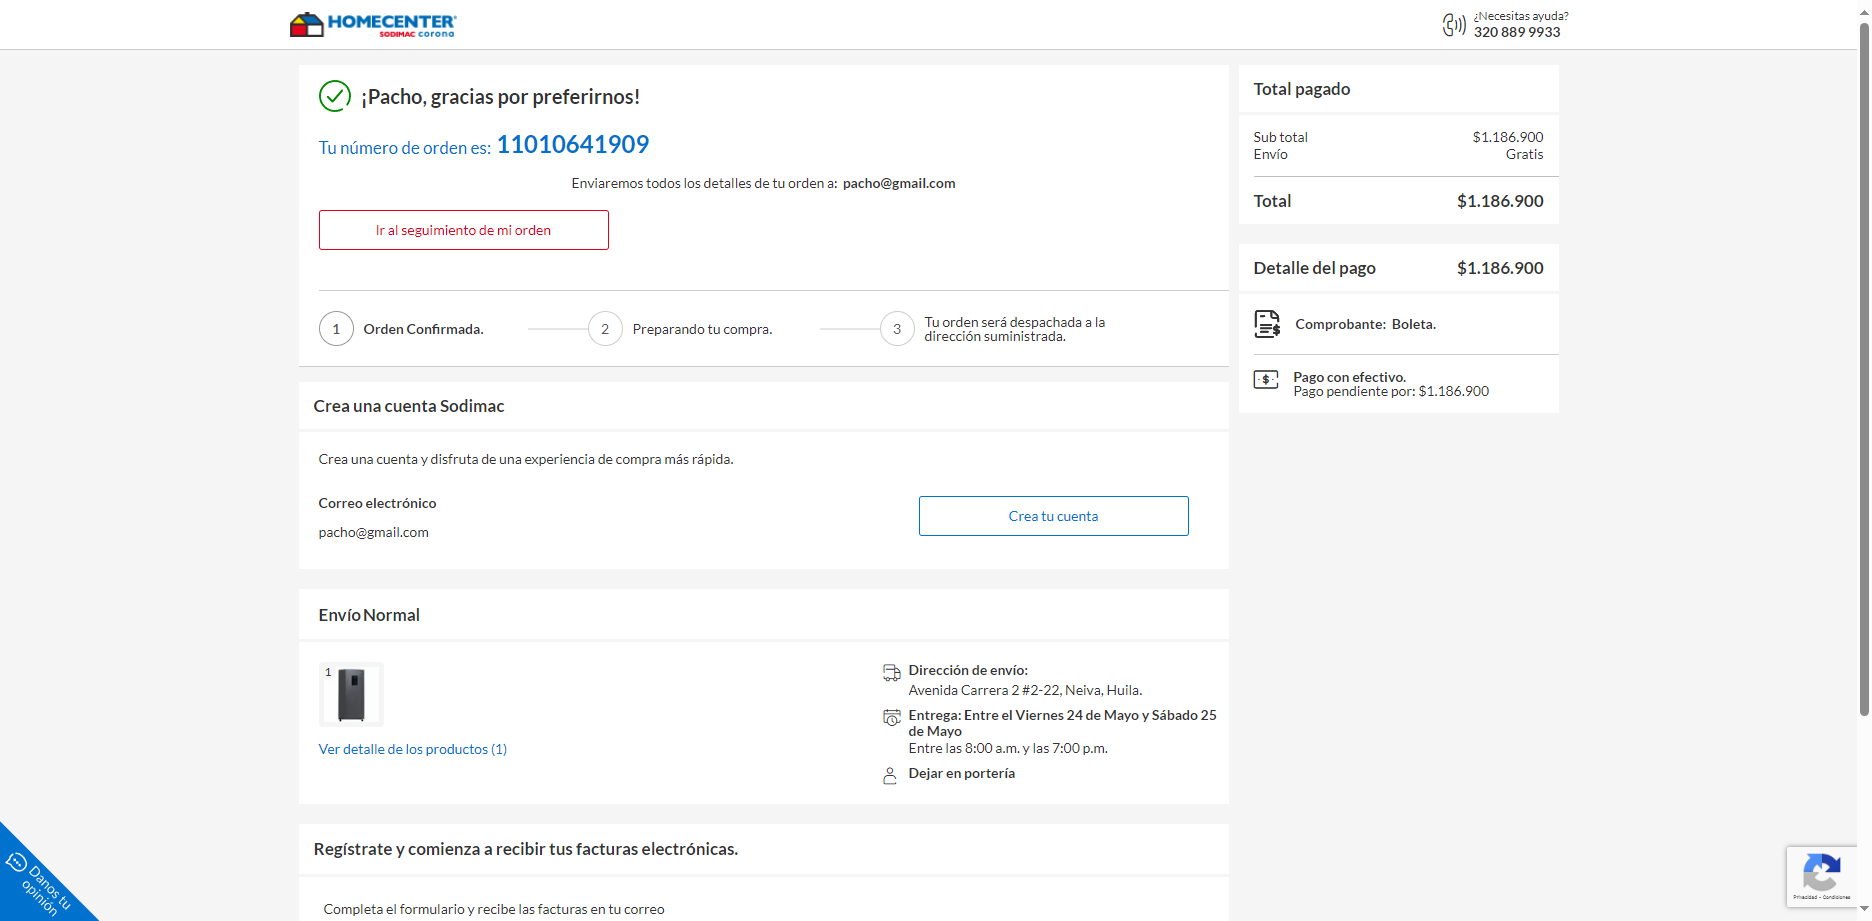 HOMECENTER
SODIMAC corona
¿Necesitas ayuda?
320 889 9933
¡Pacho, gracias por preferirnos!
Tu número de orden es: 11010641909
Enviaremos todos los detalles de tu orden a: pacho@gmail.com
Ir al seguimiento de mi orden
1 Orden Confirmada.
2 Preparando tu compra.
3 Tu orden será despachada a la
dirección suministrada.
Crea una cuenta Sodimac
Crea una cuenta y disfruta de una experiencia de compra más rápida.
Correo electrónico
pacho@gmail.com
Crea tu cuenta
Envío Normal
1
Ver detalle de los productos (1)
Dirección de envío:
Avenida Carrera 2 #2-22, Neiva, Huila.
Entrega: Entre el Viernes 24 de Mayo y Sábado 25
de Mayo
Entre las 8:00 a.m. y las 7:00 p.m.
Dejar en portería
Regístrate y comienza a recibir tus facturas electrónicas.
Completa el formulario y recibe las facturas en tu correo
Total pagado
Sub total $1.186.900
Envío Gratis
Total $1.186.900
Detalle del pago $1.186.900
Comprobante: Boleta.
Pago con efectivo.
Pago pendiente por: $1.186.900
Danos tu
opinión
Privacidad - Condiciones